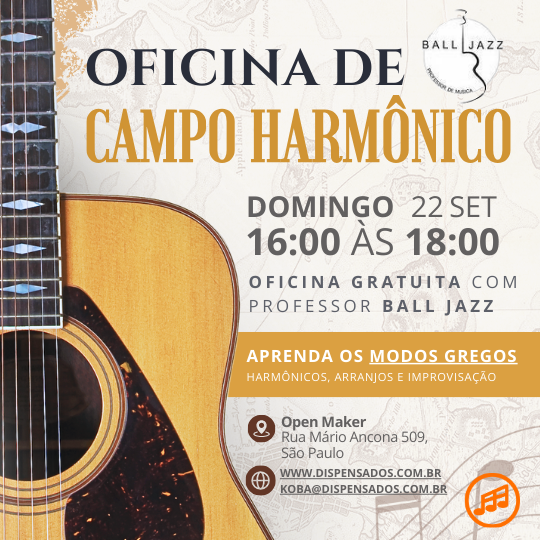 BALL JAZZ
PROFESSOR DE MUSICA
OFICINA DE
CAMPO HARMÔNICO
DOMINGO 22 SET
16:00 ÀS 18:00
OFICINA GRATUITA COM
PROFESSOR BALL JAZZ
APRENDA OS MODOS GREGOS
HARMÔNICOS, ARRANJOS E IMPROVISAÇÃO
Open Maker
Rua Mário Ancona 509,
São Paulo
WWW.DISPENSADOS.COM.BR
KOBA@DISPENSADOS.COM.BR